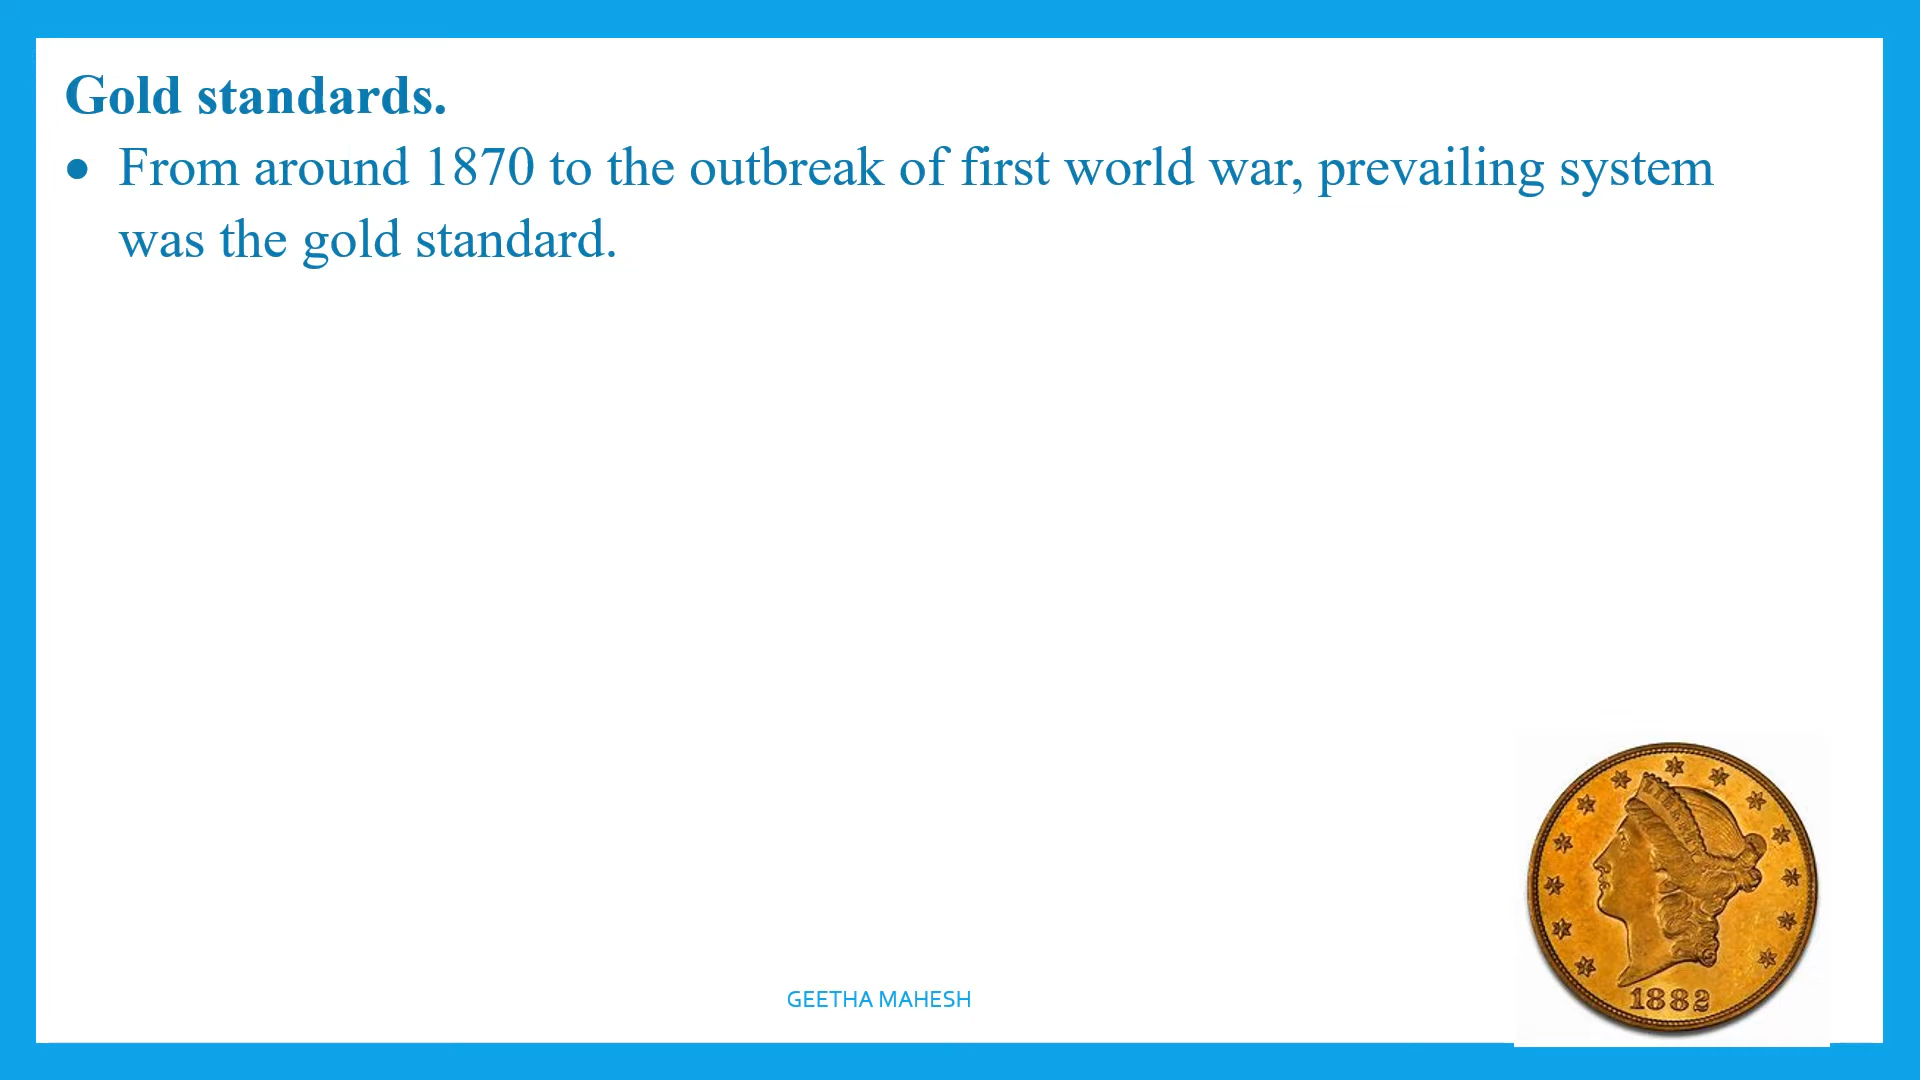 Gold standards.
• From around 1870 to the outbreak of first world war, prevailing system
was the gold standard.
LIBERTY
1882
GEETHA MAHESH